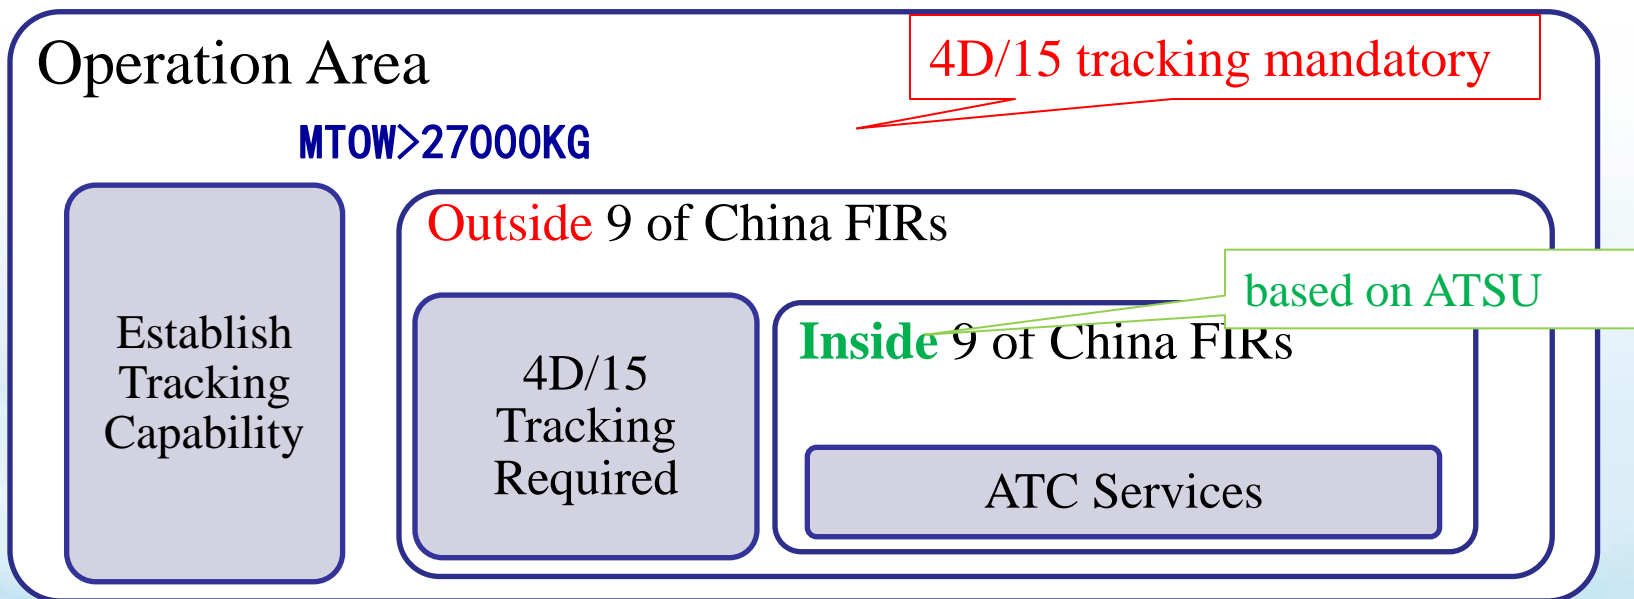 Operation Area
4D/15 tracking mandatory
MTOW>27000KG
Outside 9 of China FIRs
based on ATSU
Inside 9 of China FIRs
Establish
Tracking
Capability
4D/15
Tracking
Required
ATC Services